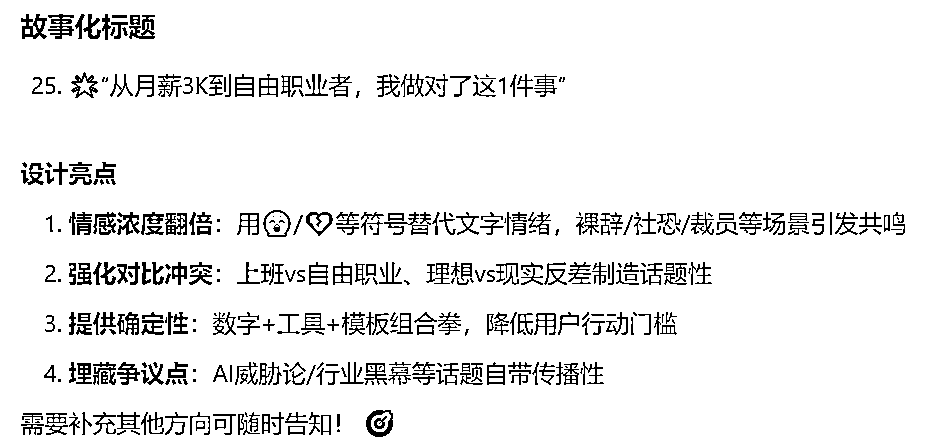 故事化标题
25. 🌟“从月薪3K到自由职业者，我做对了这1件事”
设计亮点
1. 情感浓度翻倍：用😮/💔等符号替代文字情绪，裸辞/社恐/裁员等场景引发共鸣
2. 强化对比冲突：上班vs自由职业、理想vs现实反差制造话题性
3. 提供确定性：数字+工具+模板组合拳，降低用户行动门槛
4. 埋藏争议点：AI威胁论/行业黑幕等话题自带传播性
需要补充其他方向可随时告知！ 🎯